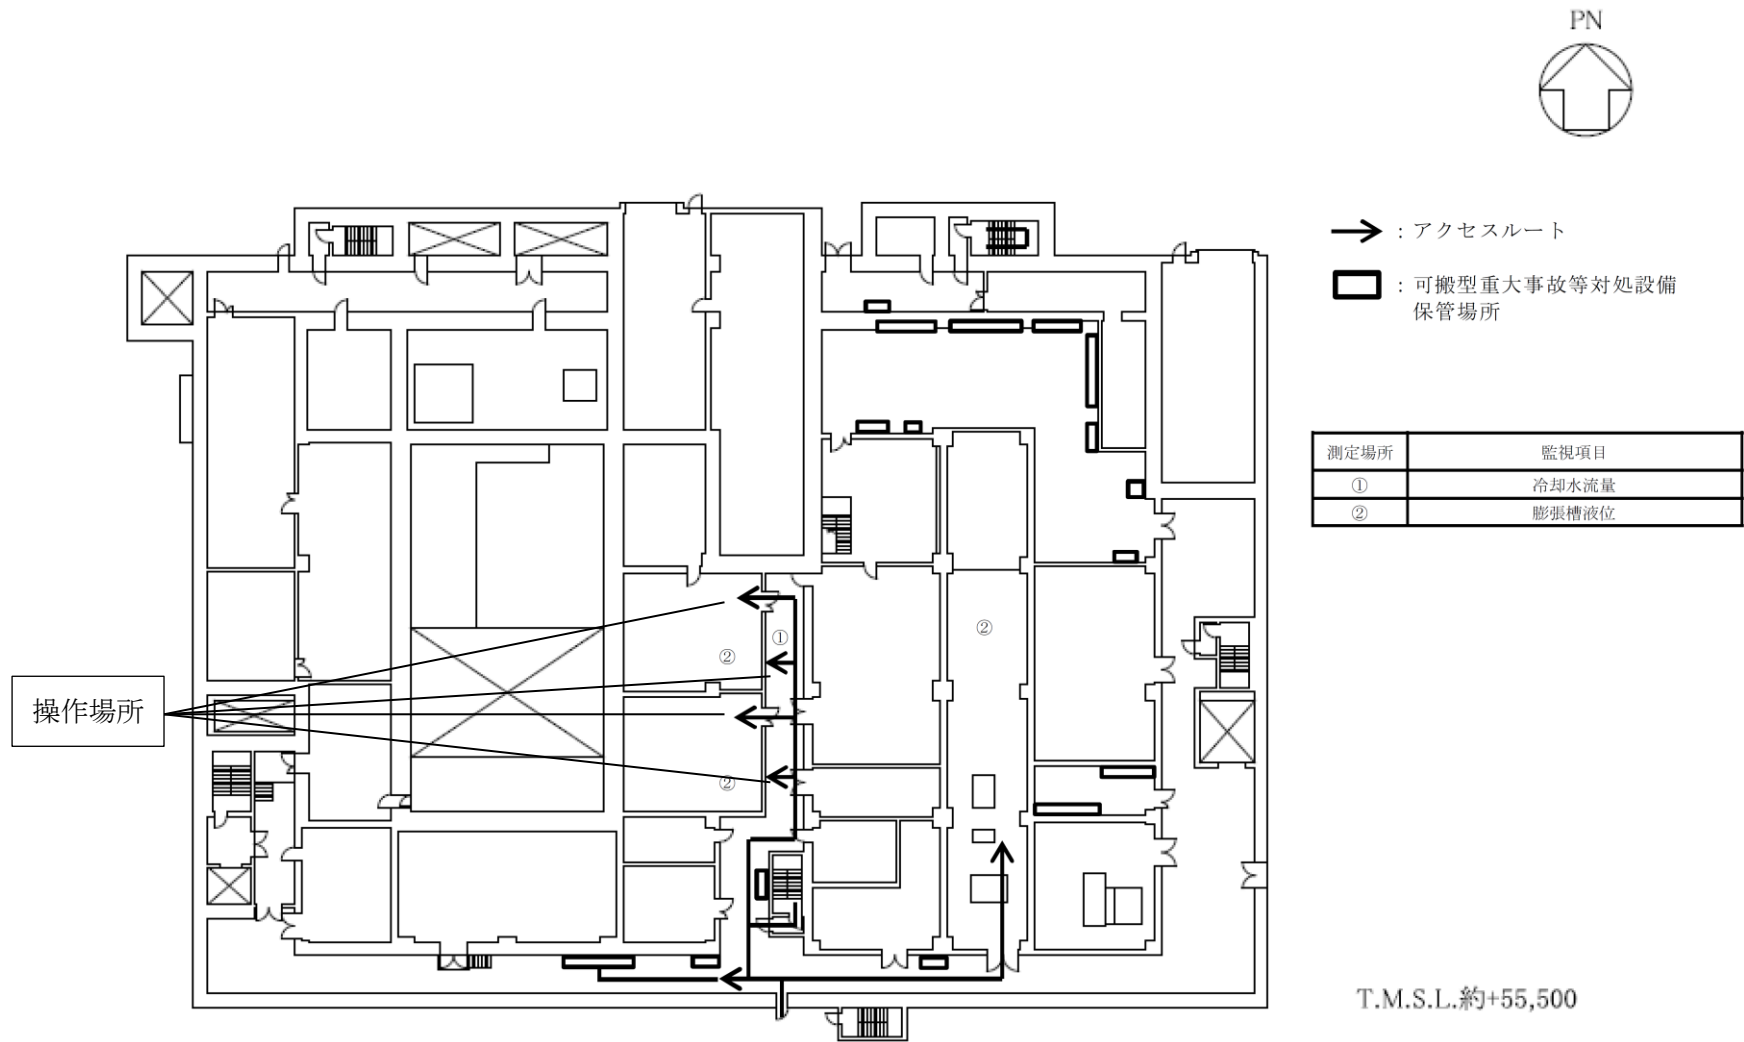 PN
: アクセスルート
: 可搬型重大事故等対処設備
保管場所
測定場所 監視項目
① 冷却水流量
② 膨張槽液位
②
①
②
操作場所
②
T.M.S.L.約+55,500